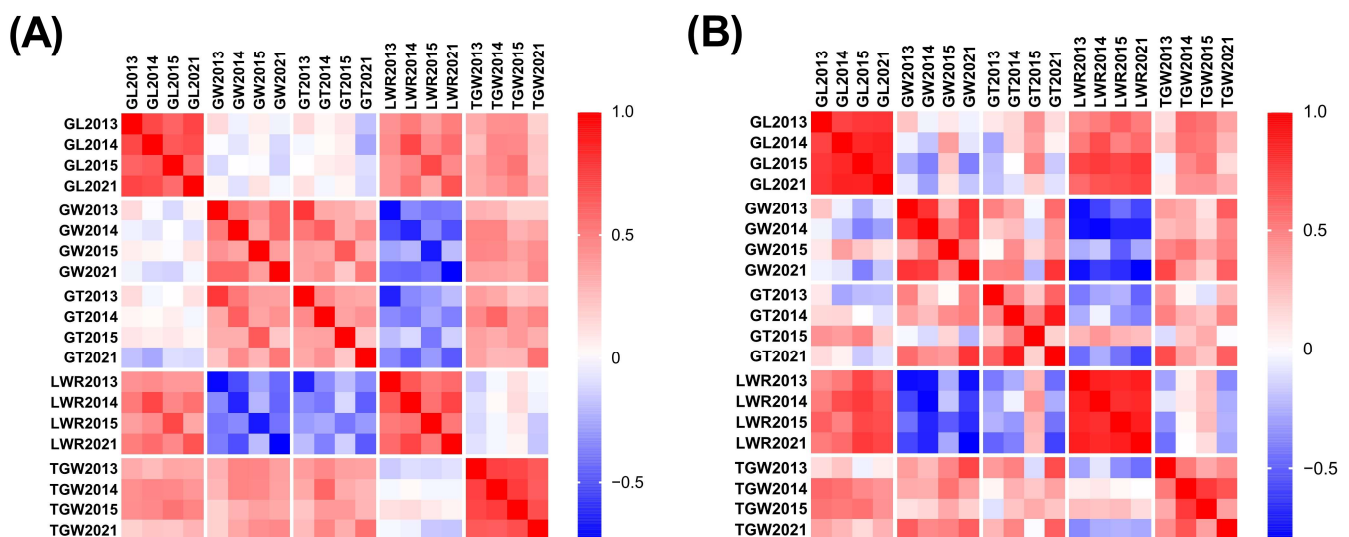 (A)
GL2013 GL2014 GL2015 GL2021 GW2013 GW2014 GW2015 GW2021 GT2013 GT2014 GT2015 GT2021 LWR2013 LWR2014 LWR2015 LWR2021 TGW2013 TGW2014 TGW2015 TGW2021
GL2013
GL2014
GL2015
GL2021
GW2013
GW2014
GW2015
GW2021
GT2013
GT2014
GT2015
GT2021
LWR2013
LWR2014
LWR2015
LWR2021
TGW2013
TGW2014
TGW2015
TGW2021
1.0
0.5
0
−0.5
(B)
GL2013 GL2014 GL2015 GL2021 GW2013 GW2014 GW2015 GW2021 GT2013 GT2014 GT2015 GT2021 LWR2013 LWR2014 LWR2015 LWR2021 TGW2013 TGW2014 TGW2015 TGW2021
GL2013
GL2014
GL2015
GL2021
GW2013
GW2014
GW2015
GW2021
GT2013
GT2014
GT2015
GT2021
LWR2013
LWR2014
LWR2015
LWR2021
TGW2013
TGW2014
TGW2015
TGW2021
1.0
0.5
0
−0.5